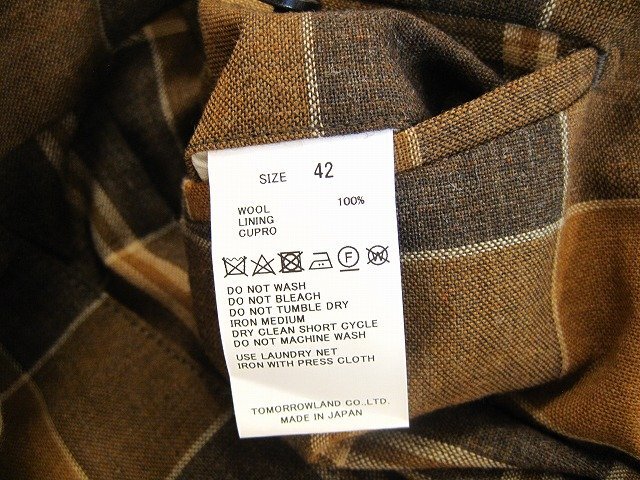 SIZE 42
WOOL 100%
LINING
CUPRO
DO NOT WASH
DO NOT BLEACH
DO NOT TUMBLE DRY
IRON MEDIUM
DRY CLEAN SHORT CYCLE
DO NOT MACHINE WASH
USE LAUNDRY NET
IRON WITH PRESS CLOTH
TOMORROWLAND CO.,LTD.
MADE IN JAPAN